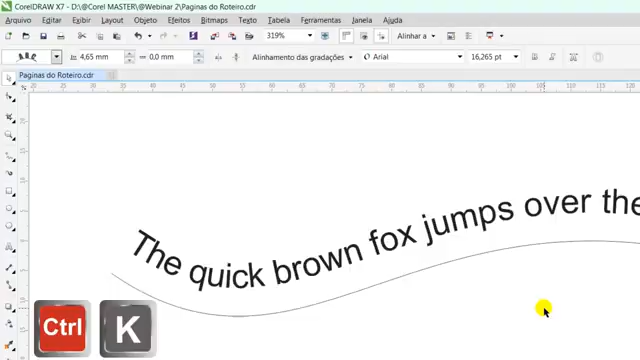 CorelDRAW X7 - D:\@Corel MASTER\@Webinar 2\Paginas do Roteiro.cdr
Arquivo Editar Exibir Layout Objeto Efeitos Bitmaps Texto Tabela Ferramentas Janela Ajuda
319% Alinhar a
4,65 mm 0,0 mm Alinhamento das gradações Arial 16,265 pt
Paginas do Roteiro.cdr
The quick brown fox jumps over the
Ctrl K